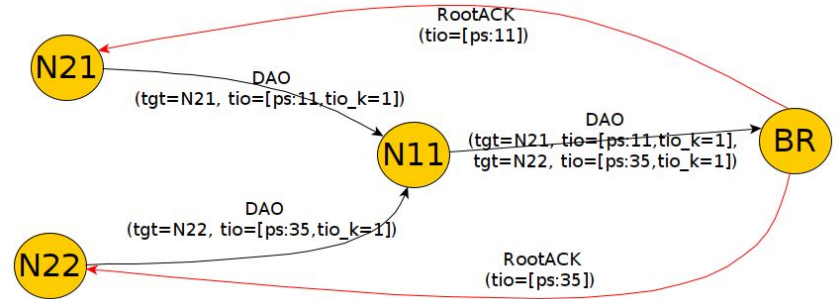 RootACK
(tio=[ps:11])
N21
DAO
(tgt=N21, tio=[ps:11,tio_k=1])
DAO
(tgt=N21, tio=[ps:11,tio_k=1],
tgt=N22, tio=[ps:35,tio_k=1])
N11
BR
DAO
(tgt=N22, tio=[ps:35,tio_k=1])
N22
RootACK
(tio=[ps:35])